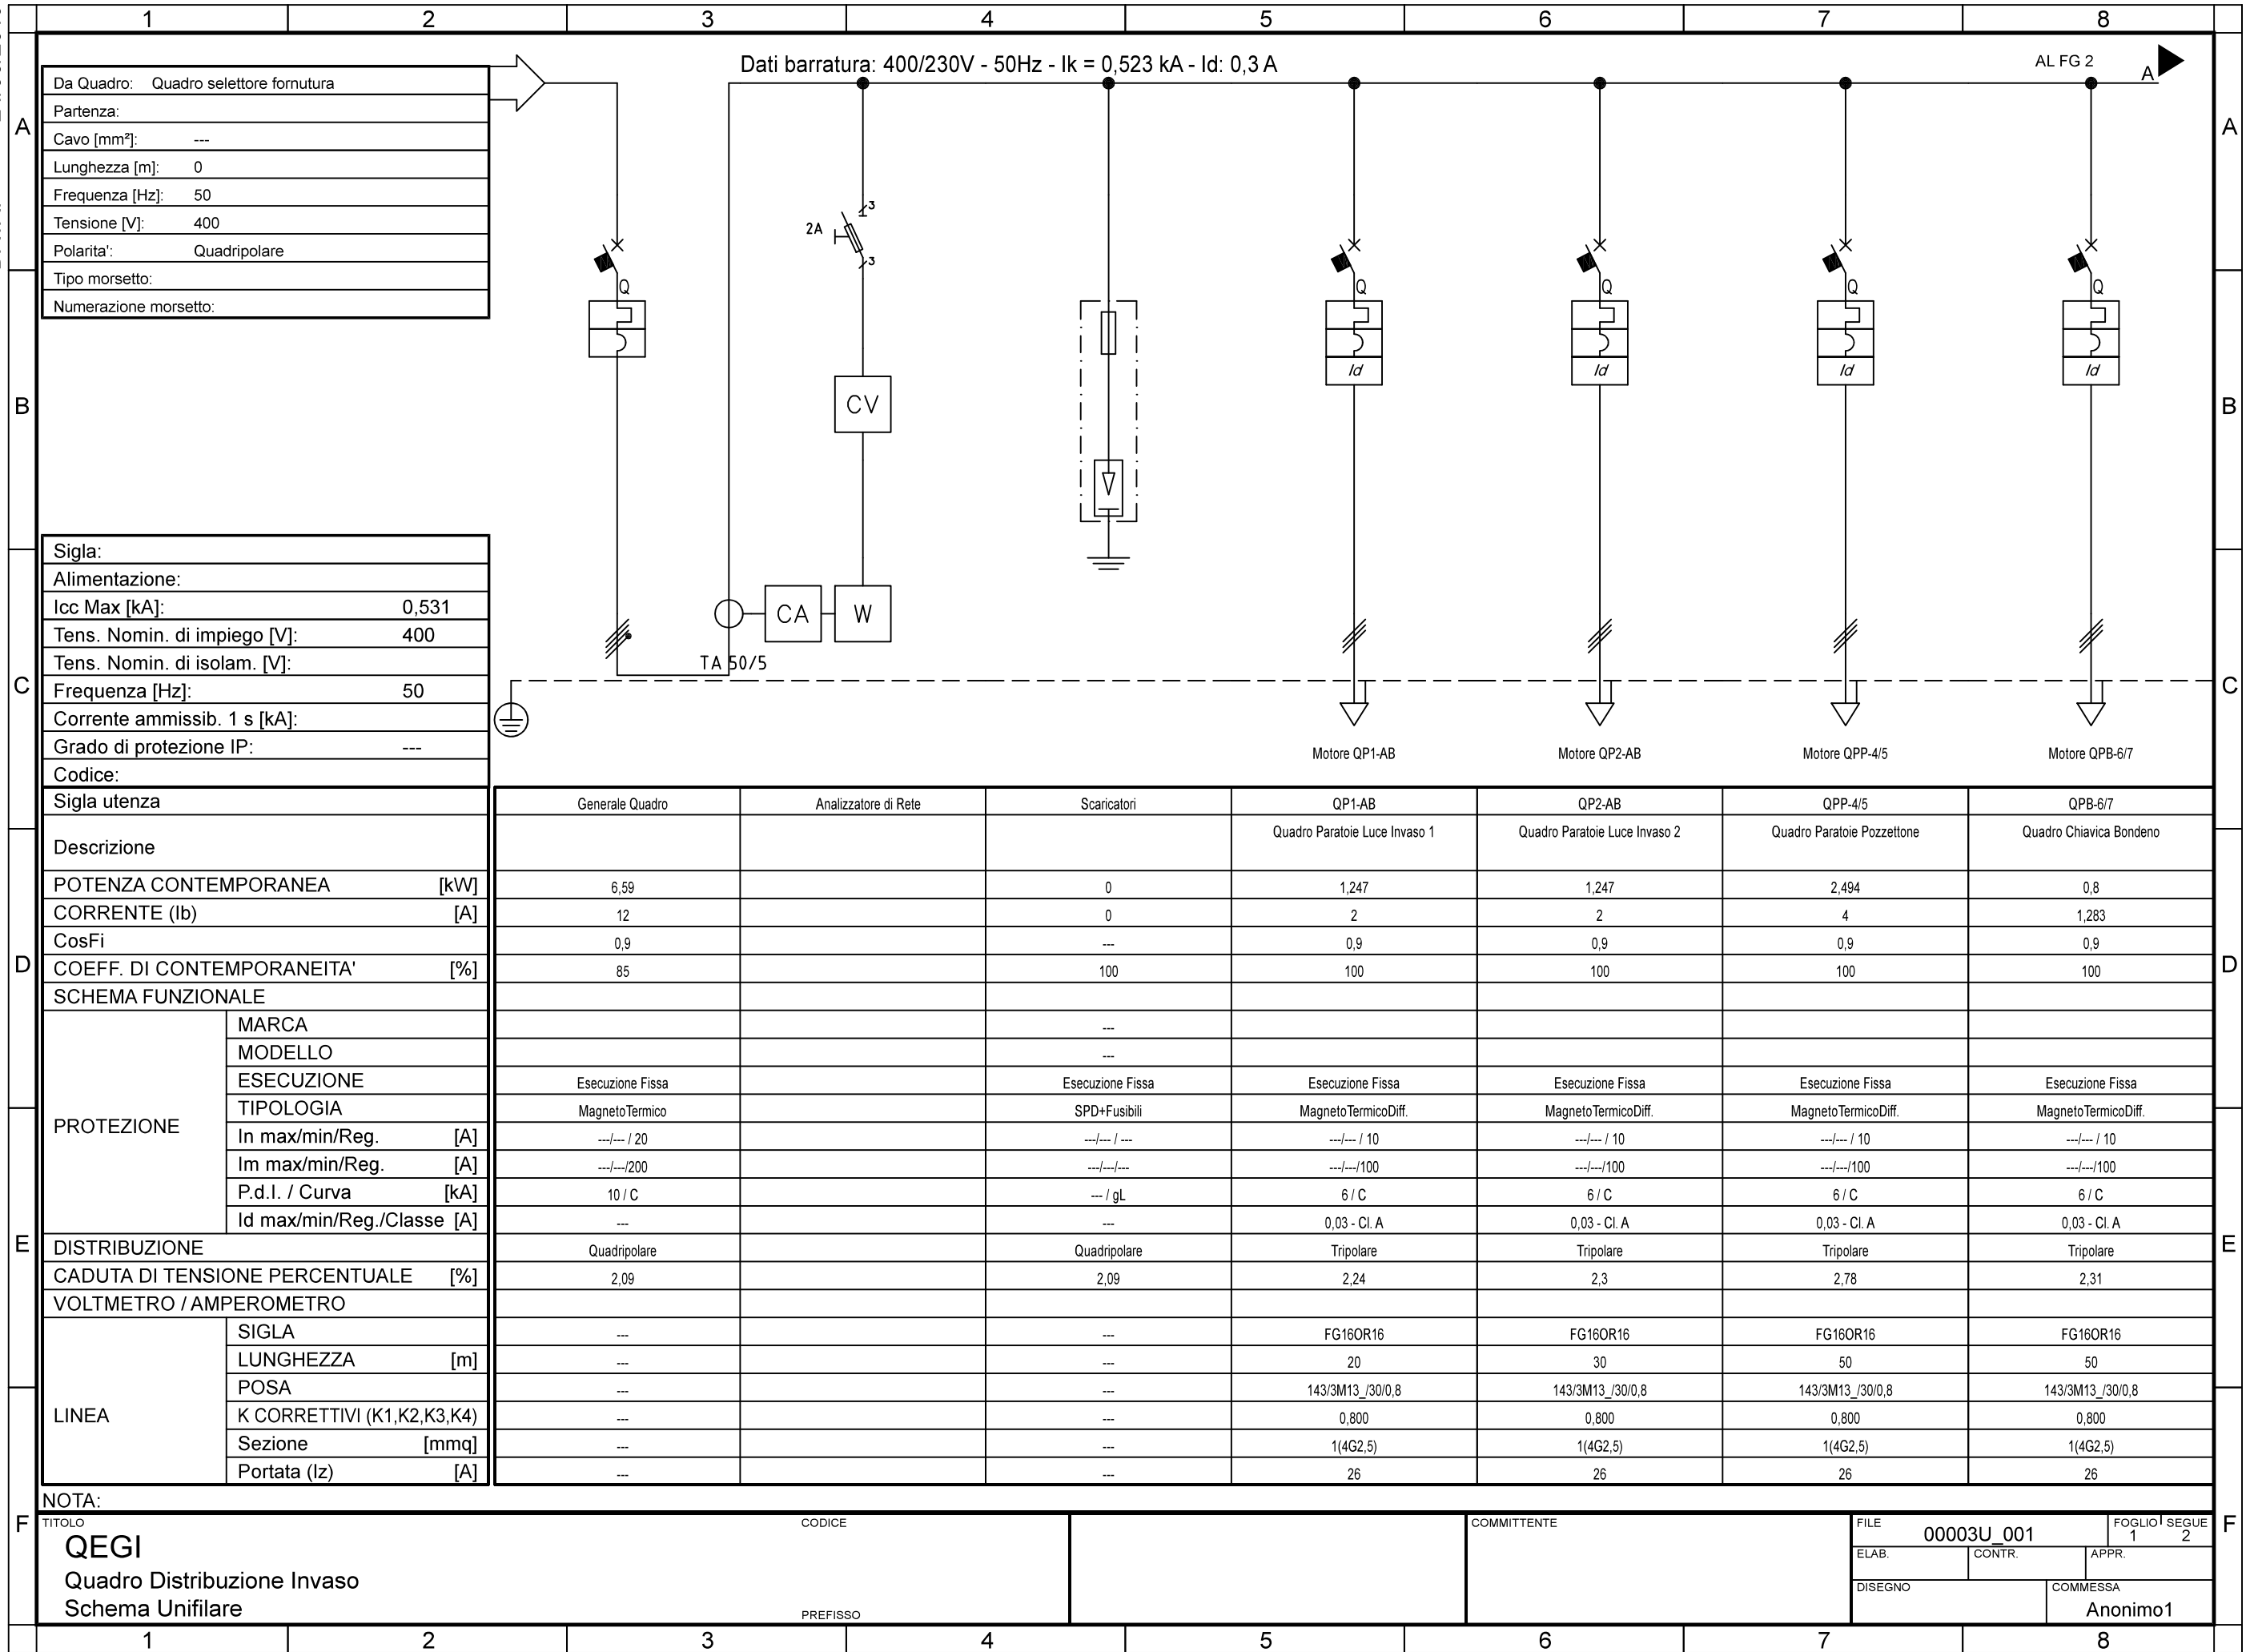 1 2 3 4 5 6 7 8
Dati barratura: 400/230V - 50Hz - Ik = 0,523 kA - Id: 0,3 A
AL FG 2
A
Da Quadro: Quadro selettore fornutura
Partenza:
Cavo [mm²]: ---
Lunghezza [m]: 0
Frequenza [Hz]: 50
Tensione [V]: 400
Polarita': Quadripolare
Tipo morsetto:
Numerazione morsetto:
A A
3
2A
3
Q Q Q Q Q
Id Id Id Id
CV
B B
CA W
TA 50/5
Sigla:
Alimentazione:
Icc Max [kA]: 0,531
Tens. Nomin. di impiego [V]: 400
Tens. Nomin. di isolam. [V]:
Frequenza [Hz]: 50
Corrente ammissib. 1 s [kA]:
Grado di protezione IP: ---
Codice:
C C
Motore QP1-AB Motore QP2-AB Motore QPP-4/5 Motore QPB-6/7
Sigla utenza Generale Quadro Analizzatore di Rete Scaricatori QP1-AB QP2-AB QPP-4/5 QPB-6/7
Descrizione Quadro Paratoie Luce Invaso 1 Quadro Paratoie Luce Invaso 2 Quadro Paratoie Pozzettone Quadro Chiavica Bondeno
POTENZA CONTEMPORANEA [kW] 6,59 0 1,247 1,247 2,494 0,8
CORRENTE (Ib) [A] 12 0 2 2 4 1,283
CosFi 0,9 --- 0,9 0,9 0,9 0,9
D D
COEFF. DI CONTEMPORANEITA' [%] 85 100 100 100 100 100
SCHEMA FUNZIONALE
PROTEZIONE
MARCA ---
MODELLO ---
ESECUZIONE Esecuzione Fissa Esecuzione Fissa Esecuzione Fissa Esecuzione Fissa Esecuzione Fissa Esecuzione Fissa
TIPOLOGIA MagnetoTermico SPD+Fusibili MagnetoTermicoDiff. MagnetoTermicoDiff. MagnetoTermicoDiff. MagnetoTermicoDiff.
In max/min/Reg. [A] ---/--- / 20 ---/--- / --- ---/--- / 10 ---/--- / 10 ---/--- / 10 ---/--- / 10
Im max/min/Reg. [A] ---/---/200 ---/---/--- ---/---/100 ---/---/100 ---/---/100 ---/---/100
P.d.I. / Curva [kA] 10 / C --- / gL 6 / C 6 / C 6 / C 6 / C
Id max/min/Reg./Classe [A] --- --- 0,03 - Cl. A 0,03 - Cl. A 0,03 - Cl. A 0,03 - Cl. A
E E
DISTRIBUZIONE Quadripolare Quadripolare Tripolare Tripolare Tripolare Tripolare
CADUTA DI TENSIONE PERCENTUALE [%] 2,09 2,09 2,24 2,3 2,78 2,31
VOLTMETRO / AMPEROMETRO
LINEA
SIGLA --- --- FG16OR16 FG16OR16 FG16OR16 FG16OR16
LUNGHEZZA [m] --- --- 20 30 50 50
POSA --- --- 143/3M13_/30/0,8 143/3M13_/30/0,8 143/3M13_/30/0,8 143/3M13_/30/0,8
K CORRETTIVI (K1,K2,K3,K4) --- --- 0,800 0,800 0,800 0,800
Sezione [mmq] --- --- 1(4G2,5) 1(4G2,5) 1(4G2,5) 1(4G2,5)
Portata (Iz) [A] --- --- 26 26 26 26
NOTA:
F F
TITOLO
QEGI
Quadro Distribuzione Invaso
Schema Unifilare
CODICE
PREFISSO
COMMITTENTE
FILE 00003U_001
FOGLIO 1 SEGUE 2
ELAB. CONTR. APPR.
DISEGNO COMMESSA
Anonimo1
1 2 3 4 5 6 7 8